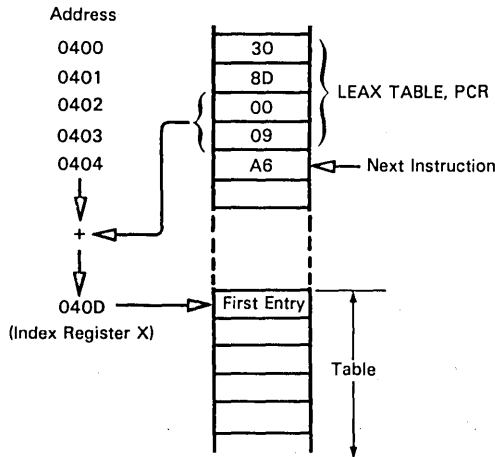 Address
0400
0401
0402
0403
0404
+
040D
(Index Register X)
30
8D
00
09
A6
LEAX TABLE, PCR
Next Instruction
First Entry
Table